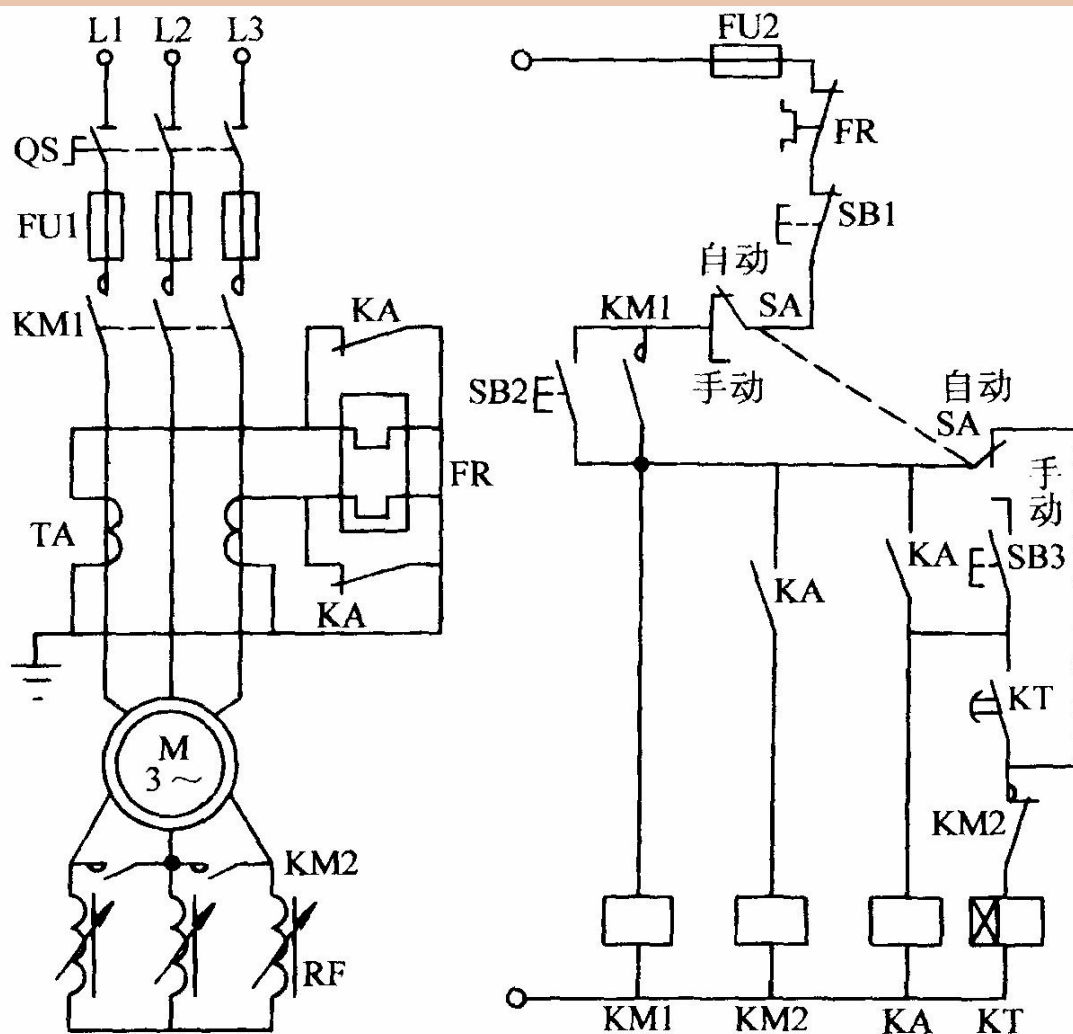 L1 L2 L3
QS
FU1
KM1
KA
FR
TA
KA
M
3～
KM2
RF
FU2
FR
SB1
自动
SA
KM1
手动
SB2
自动
SA
手动
KA
SB3
KA
KT
KM2
KM1 KM2 KA KT